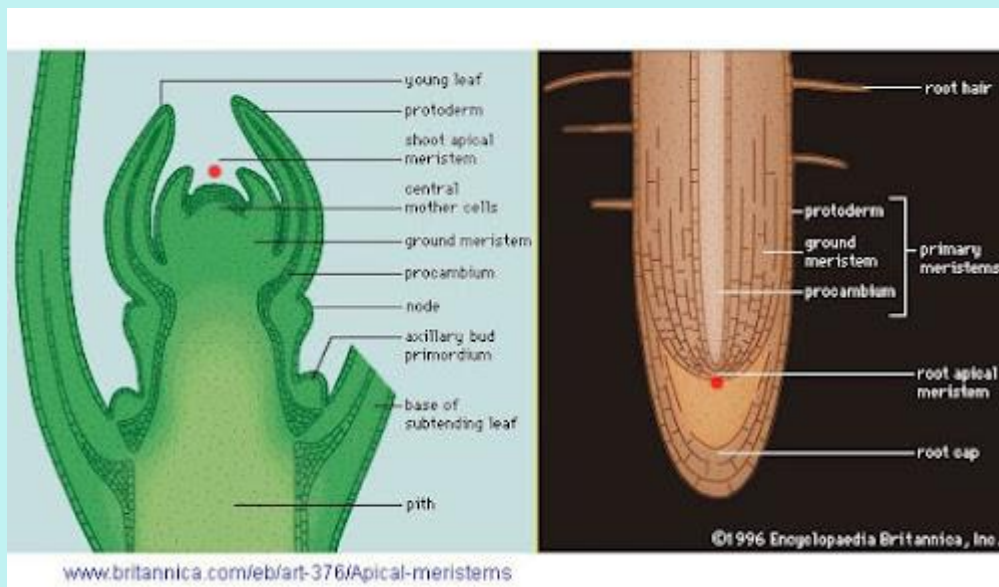 young leaf
protoderm
shoot apical
meristem
central
mother cells
ground meristem
procambium
node
axillary bud
primordium
base of
subtending leaf
pith
root hair
protoderm
ground
meristem
procambium
primary
meristems
root apical
meristem
root cap
©1996 Encyclopaedia Britannica, Inc.
www.britannica.com/eb/art-376/Apical-meristems